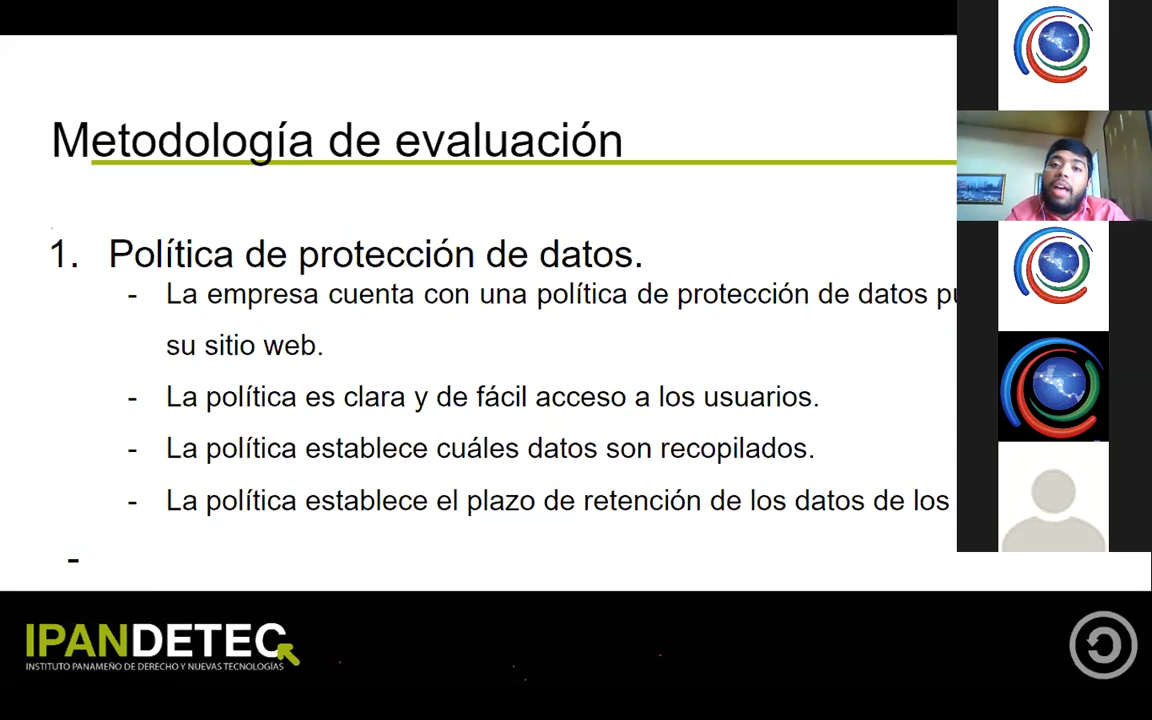 Metodología de evaluación
1. Política de protección de datos.
- La empresa cuenta con una política de protección de datos
su sitio web.
- La política es clara y de fácil acceso a los usuarios.
- La política establece cuáles datos son recopilados.
- La política establece el plazo de retención de los datos de los
-
IPANDETEC
INSTITUTO PANAMEÑO DE DERECHO Y NUEVAS TECNOLOGÍAS